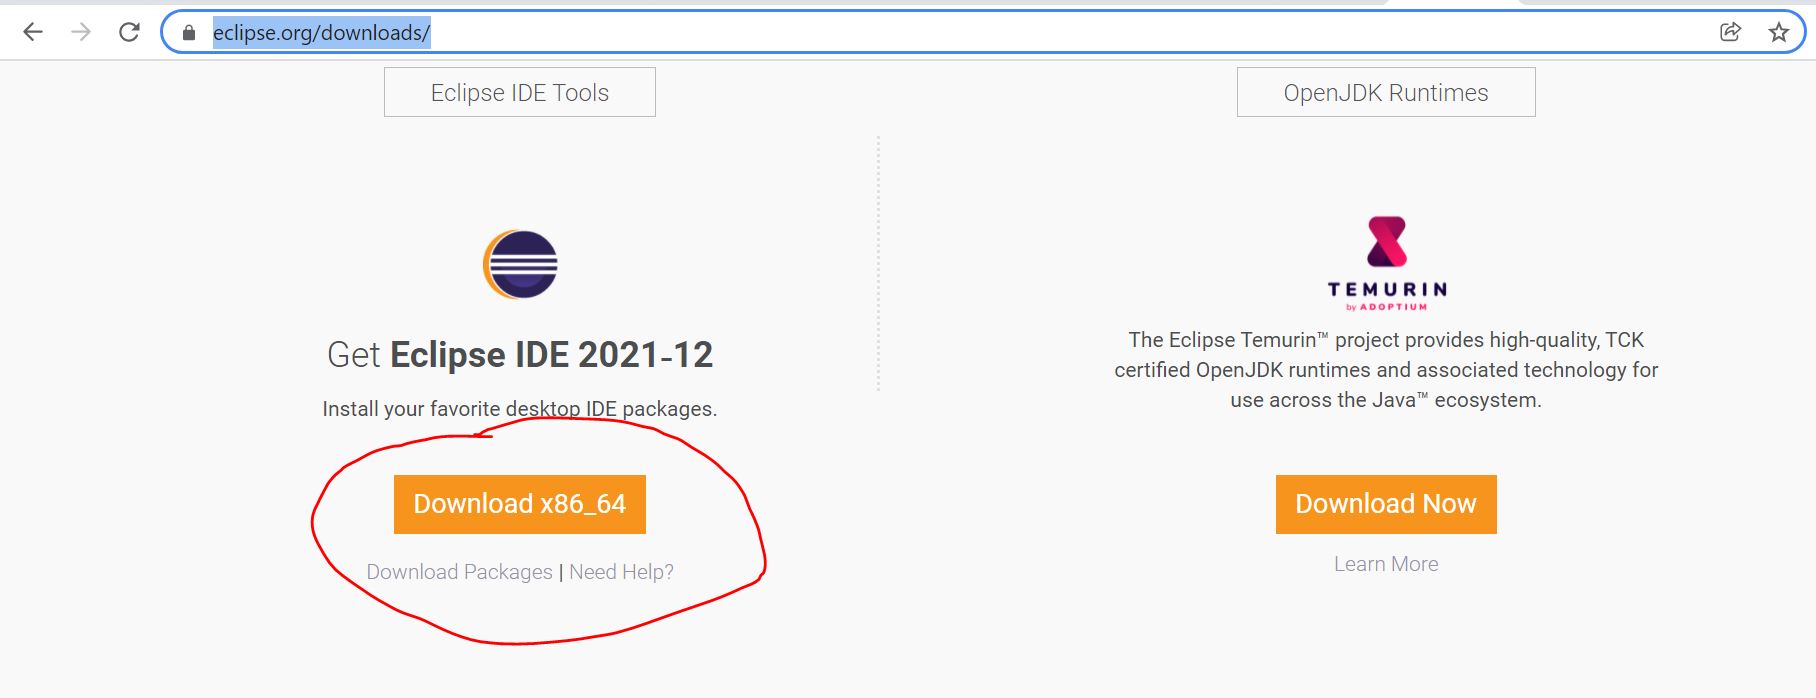 eclipse.org/downloads/
Eclipse IDE Tools
OpenJDK Runtimes
Get Eclipse IDE 2021-12
Install your favorite desktop IDE packages.
Download x86_64
Download Packages | Need Help?
TEMURIN
by ADOPTIUM
The Eclipse Temurin™ project provides high-quality, TCK
certified OpenJDK runtimes and associated technology for
use across the Java™ ecosystem.
Download Now
Learn More